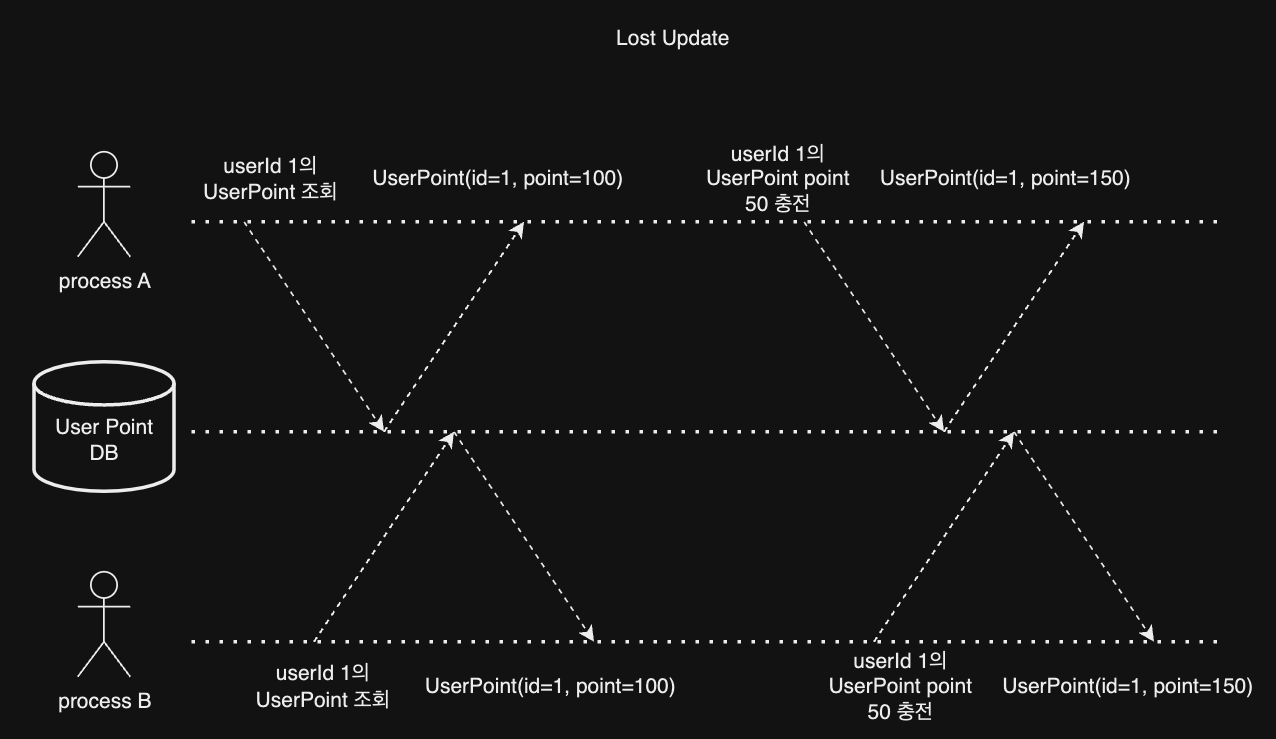 Lost Update
userId 1의
UserPoint 조회
UserPoint(id=1, point=100)
userId 1의
UserPoint point
50 충전
UserPoint(id=1, point=150)
process A
User Point
DB
process B
userId 1의
UserPoint 조회
UserPoint(id=1, point=100)
userId 1의
UserPoint point
50 충전
UserPoint(id=1, point=150)